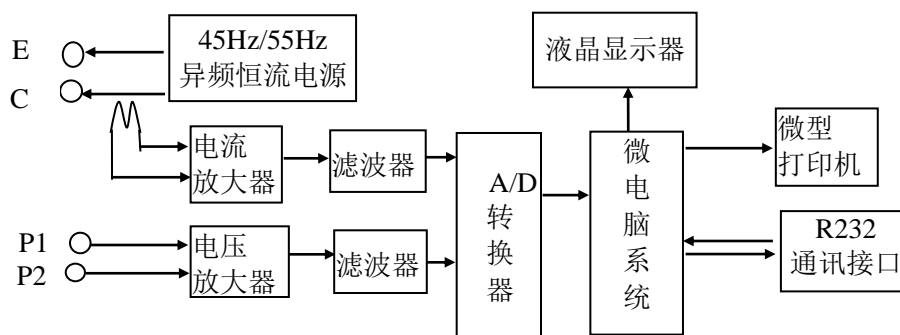 E
C
45Hz/55Hz
异频恒流电源
液晶显示器
电流
放大器
滤波器
A/D
转
换
器
微
电
脑
系
统
微型
打印机
P1
P2
电压
放大器
滤波器
R232
通讯接口